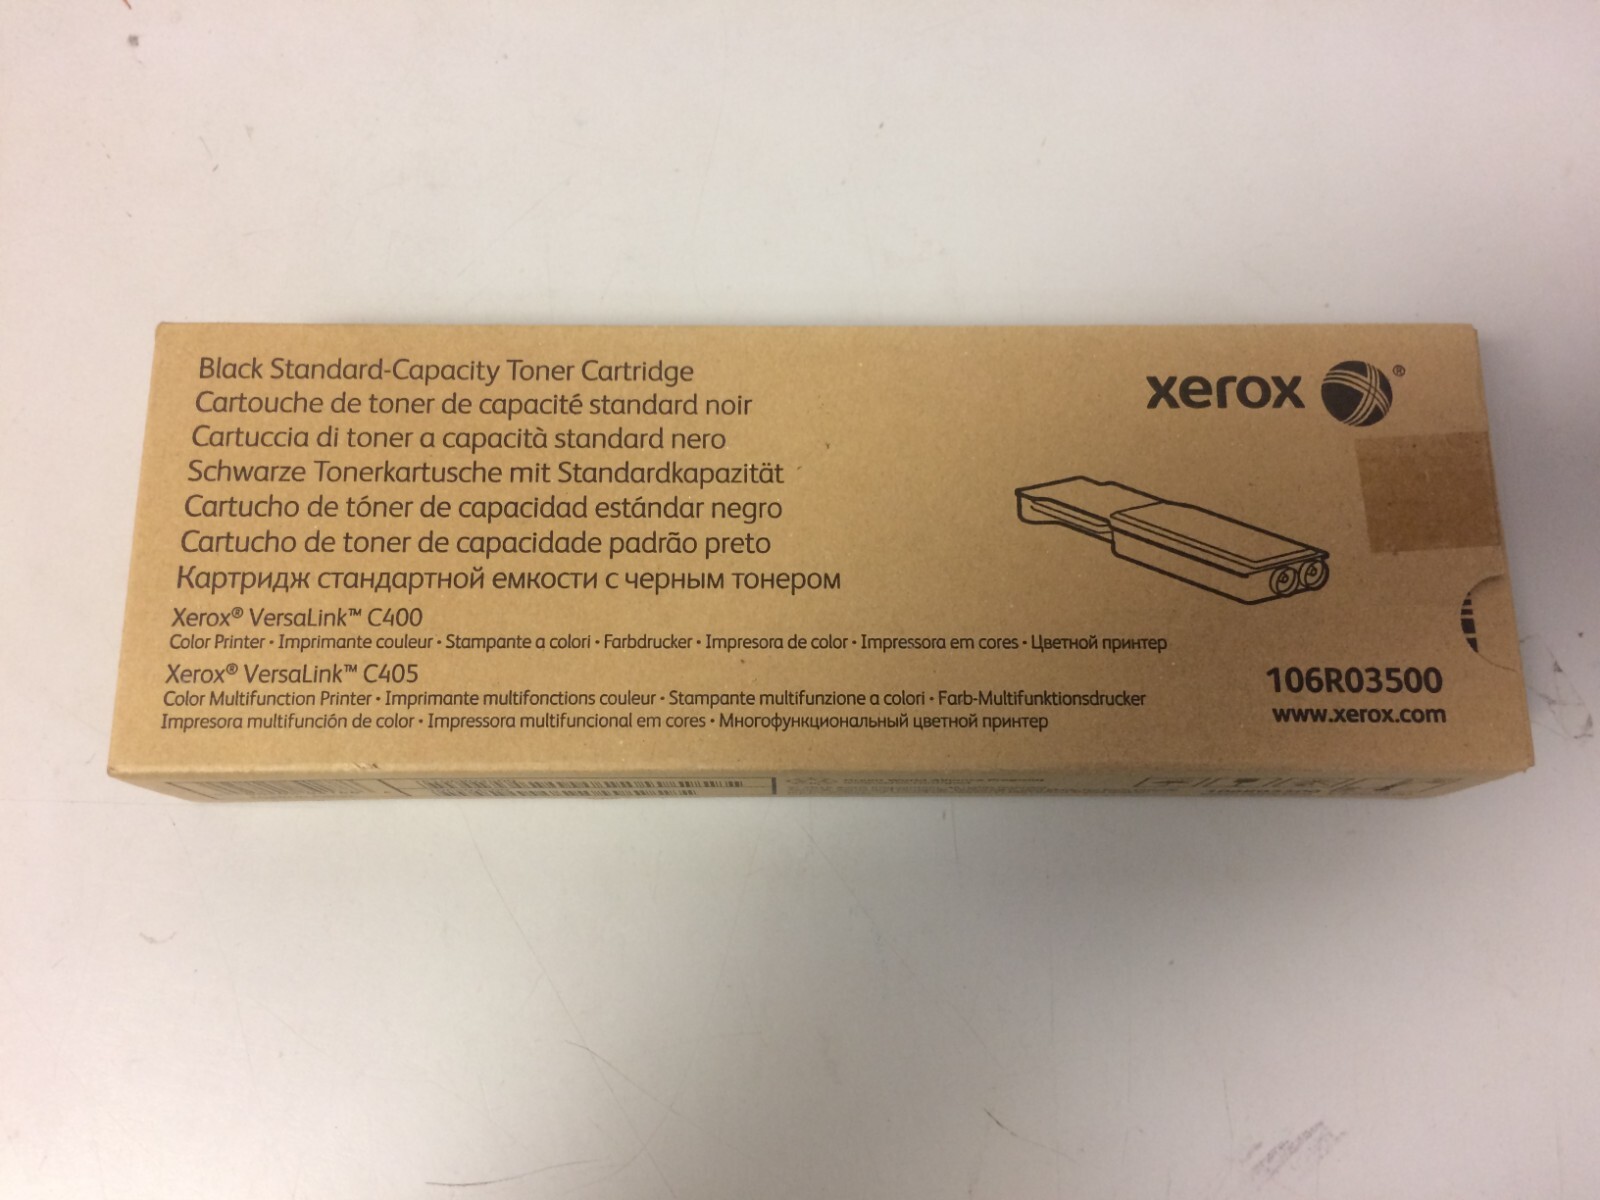 Black Standard-Capacity Toner Cartridge
Cartouche de toner de capacité standard noir
Cartuccia di toner a capacità standard nero
Schwarze Tonerkartusche mit Standardkapazität
Cartucho de tóner de capacidad estándar negro
Cartucho de toner de capacidade padrão preto
Картридж стандартной емкости с черным тонером
Xerox® VersaLink™ C400
Color Printer • Imprimante couleur • Stampante a colori • Farbdrucker • Impresora de color • Impressora em cores • Цветной принтер
Xerox® VersaLink™ C405
Color Multifunction Printer • Imprimante multifonctions couleur • Stampante multifunzione a colori • Farb-Multifunktionsdrucker
Impresora multifunción de color • Impressora multifuncional em cores • Многофункциональный цветной принтер
xerox ®
106R03500
www.xerox.com